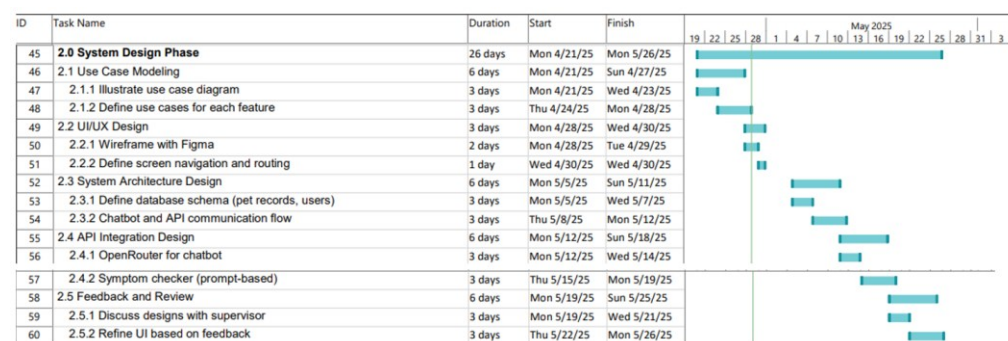 ID Task Name Duration Start Finish May 2025
19 22 25 28 1 4 7 10 13 16 19 22 25 28 31 3
45 2.0 System Design Phase 26 days Mon 4/21/25 Mon 5/26/25
46 2.1 Use Case Modeling 6 days Mon 4/21/25 Sun 4/27/25
47 2.1.1 Illustrate use case diagram 3 days Mon 4/21/25 Wed 4/23/25
48 2.1.2 Define use cases for each feature 3 days Thu 4/24/25 Mon 4/28/25
49 2.2 UI/UX Design 3 days Mon 4/28/25 Wed 4/30/25
50 2.2.1 Wireframe with Figma 2 days Mon 4/28/25 Tue 4/29/25
51 2.2.2 Define screen navigation and routing 1 day Wed 4/30/25 Wed 4/30/25
52 2.3 System Architecture Design 6 days Mon 5/5/25 Sun 5/11/25
53 2.3.1 Define database schema (pet records, users) 3 days Mon 5/5/25 Wed 5/7/25
54 2.3.2 Chatbot and API communication flow 3 days Thu 5/8/25 Mon 5/12/25
55 2.4 API Integration Design 6 days Mon 5/12/25 Sun 5/18/25
56 2.4.1 OpenRouter for chatbot 3 days Mon 5/12/25 Wed 5/14/25
57 2.4.2 Symptom checker (prompt-based) 3 days Thu 5/15/25 Mon 5/19/25
58 2.5 Feedback and Review 6 days Mon 5/19/25 Sun 5/25/25
59 2.5.1 Discuss designs with supervisor 3 days Mon 5/19/25 Wed 5/21/25
60 2.5.2 Refine UI based on feedback 3 days Thu 5/22/25 Mon 5/26/25